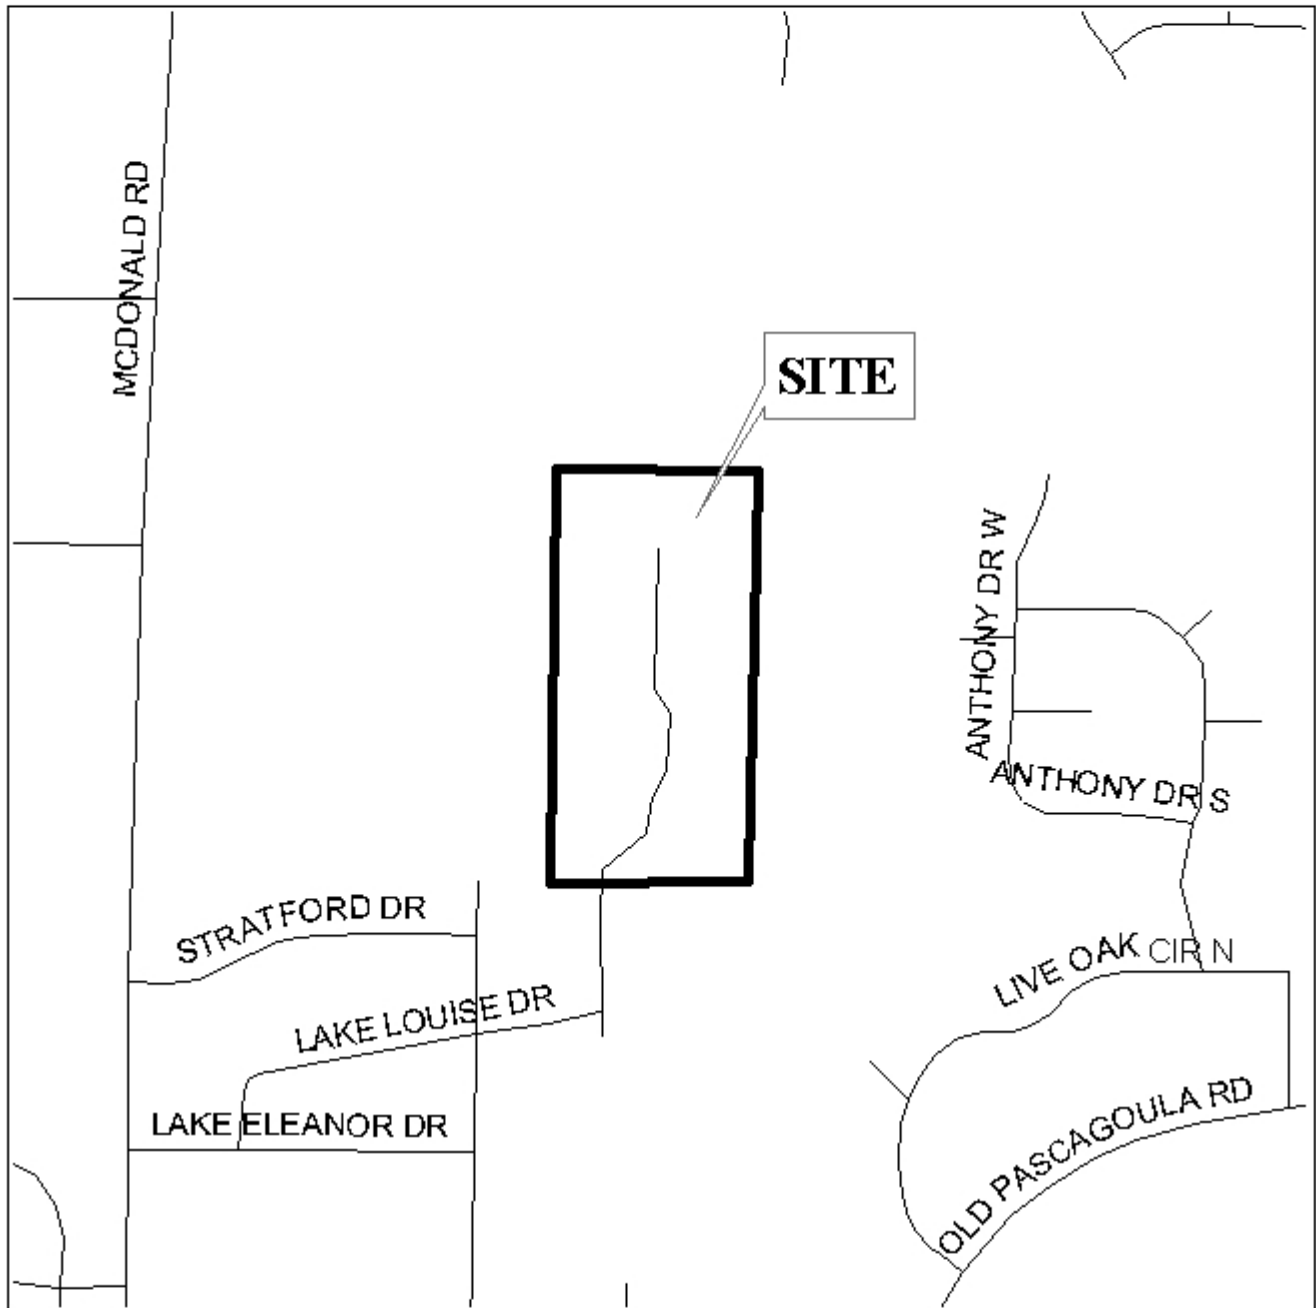 MCDONALD RD
SITE
ANTHONY DR W
ANTHONY DR S
STRATFORD DR
LIVE OAK CIR N
LAKE LOUISE DR
LAKE ELEANOR DR
OLD PASCAGOULA RD